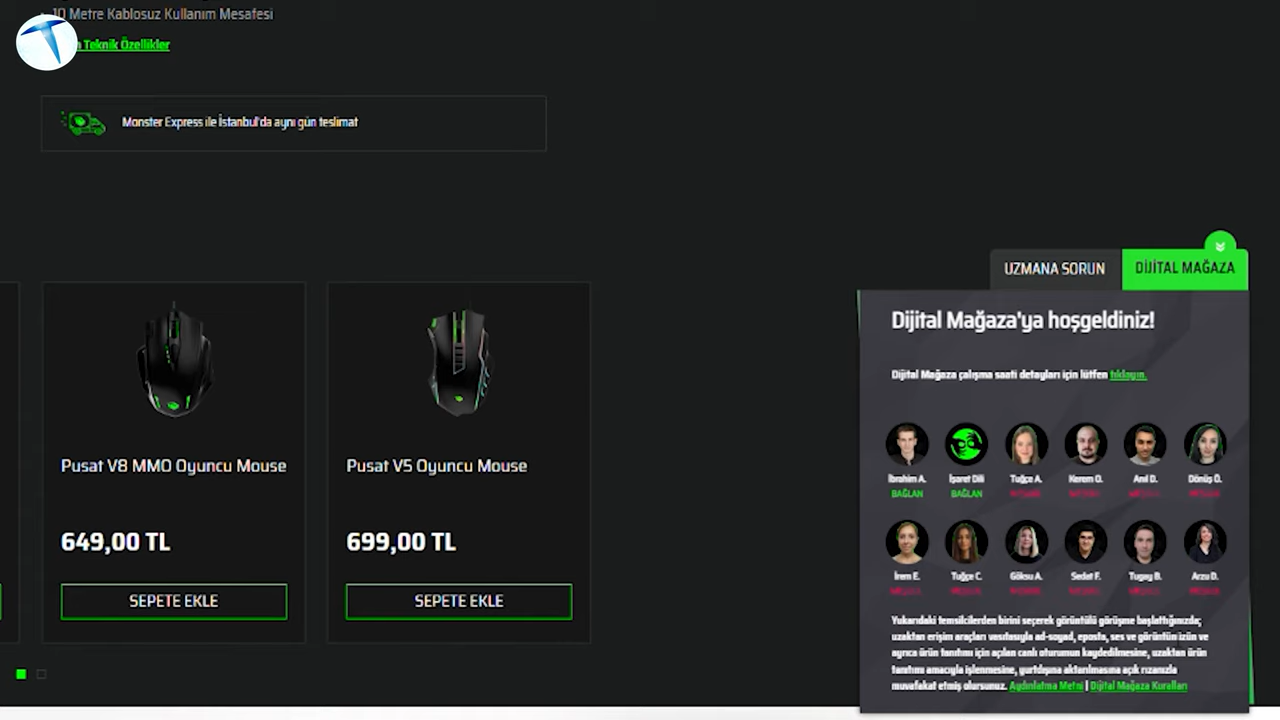 10 Metre Kablosuz Kullanım Mesafesi
Teknik Özellikler
Monster Express ile İstanbul'da aynı gün teslimat
UZMANA SORUN
DİJİTAL MAĞAZA
Dijital Mağaza'ya hoşgeldiniz!
Dijital Mağaza çalışma saati detayları için lütfen tıklayın.
İbrahim A. İşaret Dili Tuğçe A. Kerem O. Anıl D. Dönüş Ö.
BAĞLAN BAĞLAN
İrem E. Tuğçe C. Göksu A. Sedat F. Tugay B. Arzu D.
Yukarıdaki temsilcilerden birini seçerek görüntülü görüşme başlattığınızda;
uzaktan erişim araçları vasıtasıyla ad-soyad, eposta, ses ve görüntün izün ve
ayrıca ürün tanıtımı için açılan canlı oturumun kaydedilmesine, uzaktan ürün
tanıtımı amacıyla işlenmesine, yurtdışına aktarılmasına açık rızanızla
muvafakat etmiş olursunuz. Aydınlatma Metni | Dijital Mağaza Kuralları
Pusat V8 MMO Oyuncu Mouse
649,00 TL
SEPETE EKLE
Pusat V5 Oyuncu Mouse
699,00 TL
SEPETE EKLE